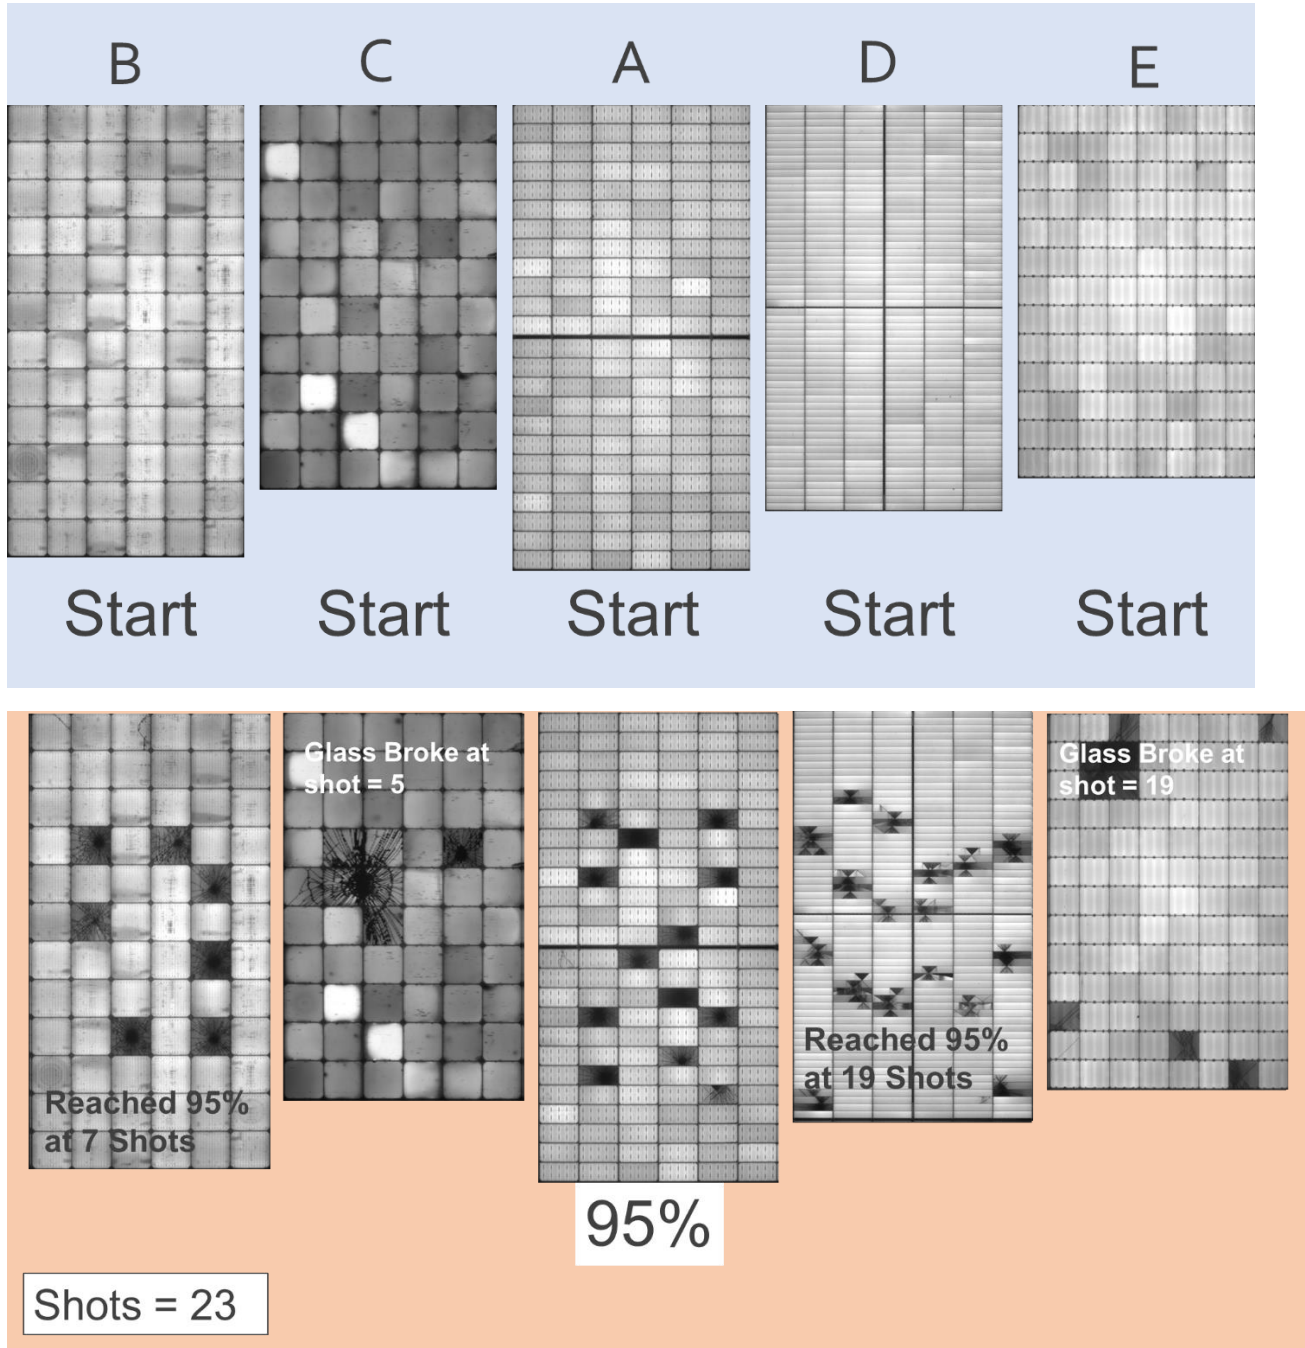 B
C
A
D
E
Start
Start
Start
Start
Start
Glass Broke at
shot = 5
Glass Broke at
shot = 19
Reached 95%
at 19 Shots
Reached 95%
at 7 Shots
95%
Shots = 23